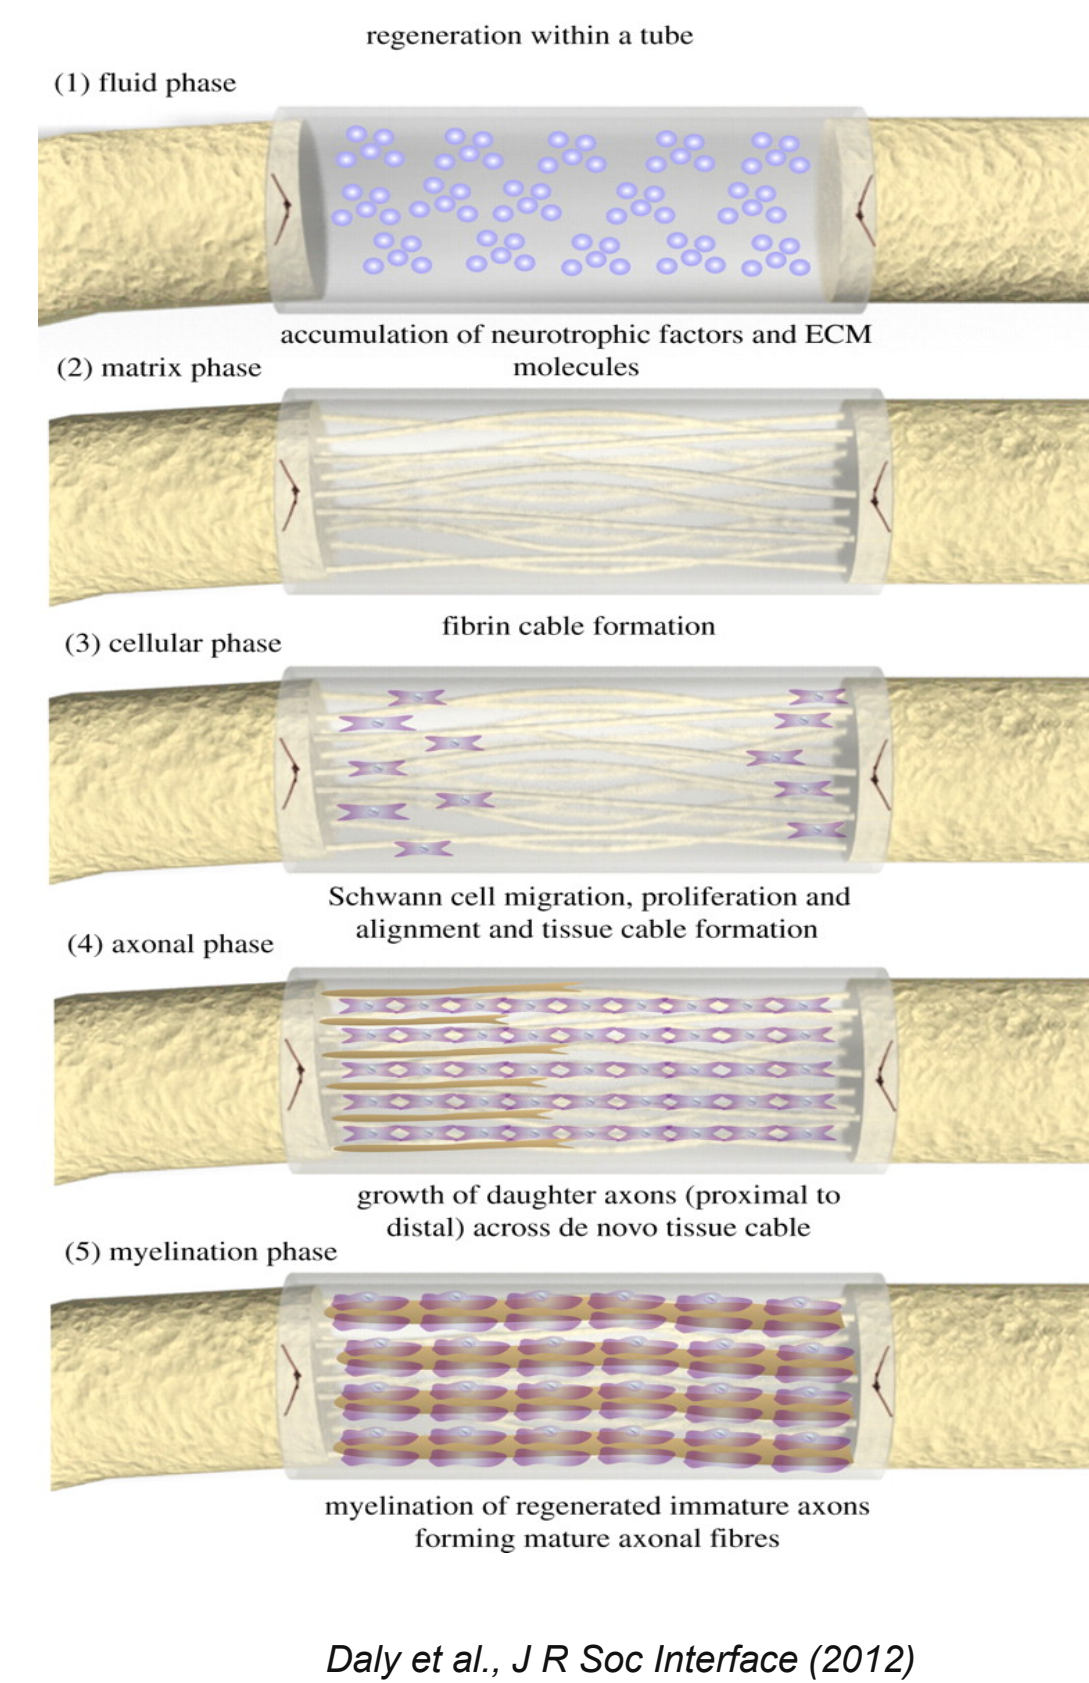 regeneration within a tube
(1) fluid phase
accumulation of neurotrophic factors and ECM
molecules
(2) matrix phase
fibrin cable formation
(3) cellular phase
Schwann cell migration, proliferation and
alignment and tissue cable formation
(4) axonal phase
growth of daughter axons (proximal to
distal) across de novo tissue cable
(5) myelination phase
myelination of regenerated immature axons
forming mature axonal fibres
Daly et al., J R Soc Interface (2012)